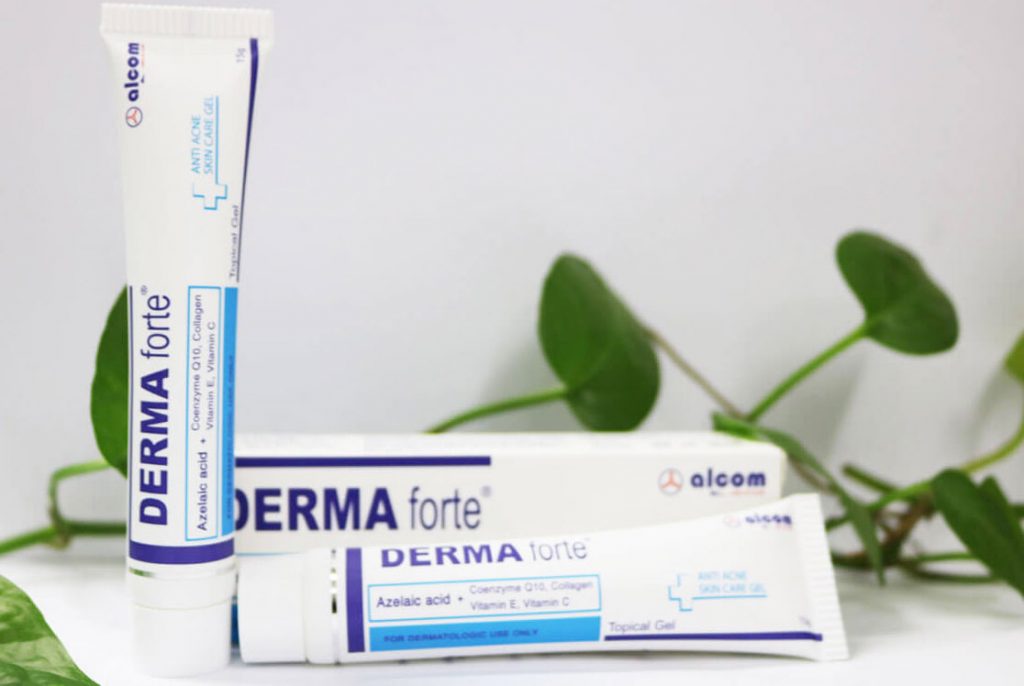 alcom
15g
ANTI ACNE
SKIN CARE GEL
Topical Gel
DERMA forte®
Azelaic acid + Coenzyme Q10, Collagen
Vitamin E, Vitamin C
DERMA forte®
alcom
DERMA forte
Azelaic acid + Coenzyme Q10, Collagen
Vitamin E, Vitamin C
FOR DERMATOLOGIC USE ONLY
alcom
ANTI ACNE
SKIN CARE GEL
Topical Gel